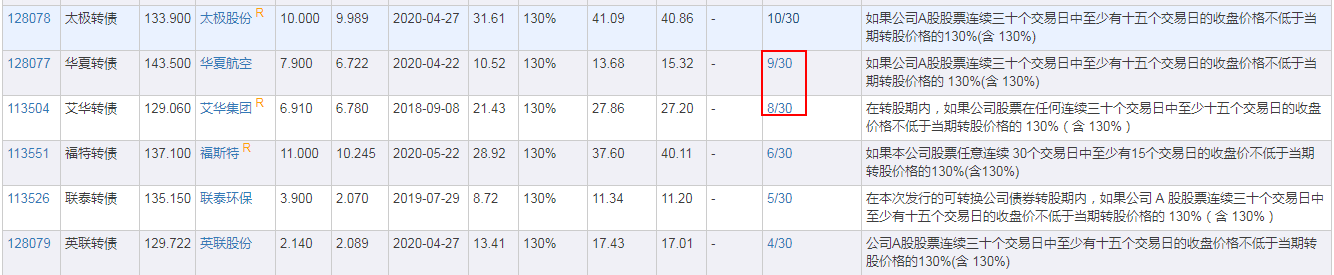 128078 太极转债 133.900 太极股份 R 10.000 9.989 2020-04-27 31.61 130% 41.09 40.86 - 10/30 如果公司A股股票连续三十个交易日中至少有十五个交易日的收盘价格不低于当
期转股价格的130%(含 130%)
128077 华夏转债 143.500 华夏航空 7.900 6.722 2020-04-22 10.52 130% 13.68 15.32 - 9/30 如果公司A股股票连续三十个交易日中至少有十五个交易日的收盘价格不低于当
期转股价格的 130%(含 130%)
113504 艾华转债 129.060 艾华集团 R 6.910 6.780 2018-09-08 21.43 130% 27.86 27.20 - 8/30 在转股期内，如果公司股票在任何连续三十个交易日中至少十五个交易日的收盘
价格不低于当期转股价格的 130% ( 含 130% )
113551 福特转债 137.100 福斯特 R 11.000 10.245 2020-05-22 28.92 130% 37.60 40.11 - 6/30 如果本公司股票任意连续 30个交易日中至少有15个交易日的收盘价不低于当期
转股价格的 130%(含130%)
113526 联泰转债 135.150 联泰环保 3.900 2.070 2019-07-29 8.72 130% 11.34 11.20 - 5/30 在本次发行的可转换公司债券转股期内，如果公司 A 股股票连续三十个交易日中
至少有十五个交易日的收盘价不低于当期转股价格的 130%（含 130%）
128079 英联转债 129.722 英联股份 2.140 2.089 2020-04-27 13.41 130% 17.43 17.01 - 4/30 公司A股股票连续三十个交易日中至少有十五个交易日的收盘价格不低于当期转
股价格的130%(含 130%)